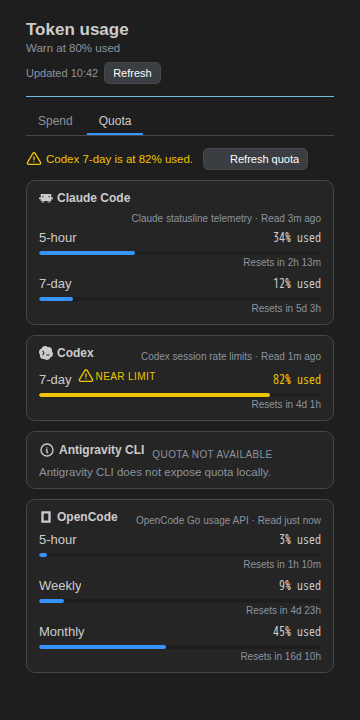 Token usage
Warn at 80% used
Updated 10:42 Refresh
Spend Quota
Codex 7-day is at 82% used. Refresh quota
Claude Code
Claude statusline telemetry · Read 3m ago
5-hour 34% used
Resets in 2h 13m
7-day 12% used
Resets in 5d 3h
Codex Codex session rate limits · Read 1m ago
7-day NEAR LIMIT 82% used
Resets in 4d 1h
Antigravity CLI QUOTA NOT AVAILABLE
Antigravity CLI does not expose quota locally.
OpenCode OpenCode Go usage API · Read just now
5-hour 3% used
Resets in 1h 10m
Weekly 9% used
Resets in 4d 23h
Monthly 45% used
Resets in 16d 10h